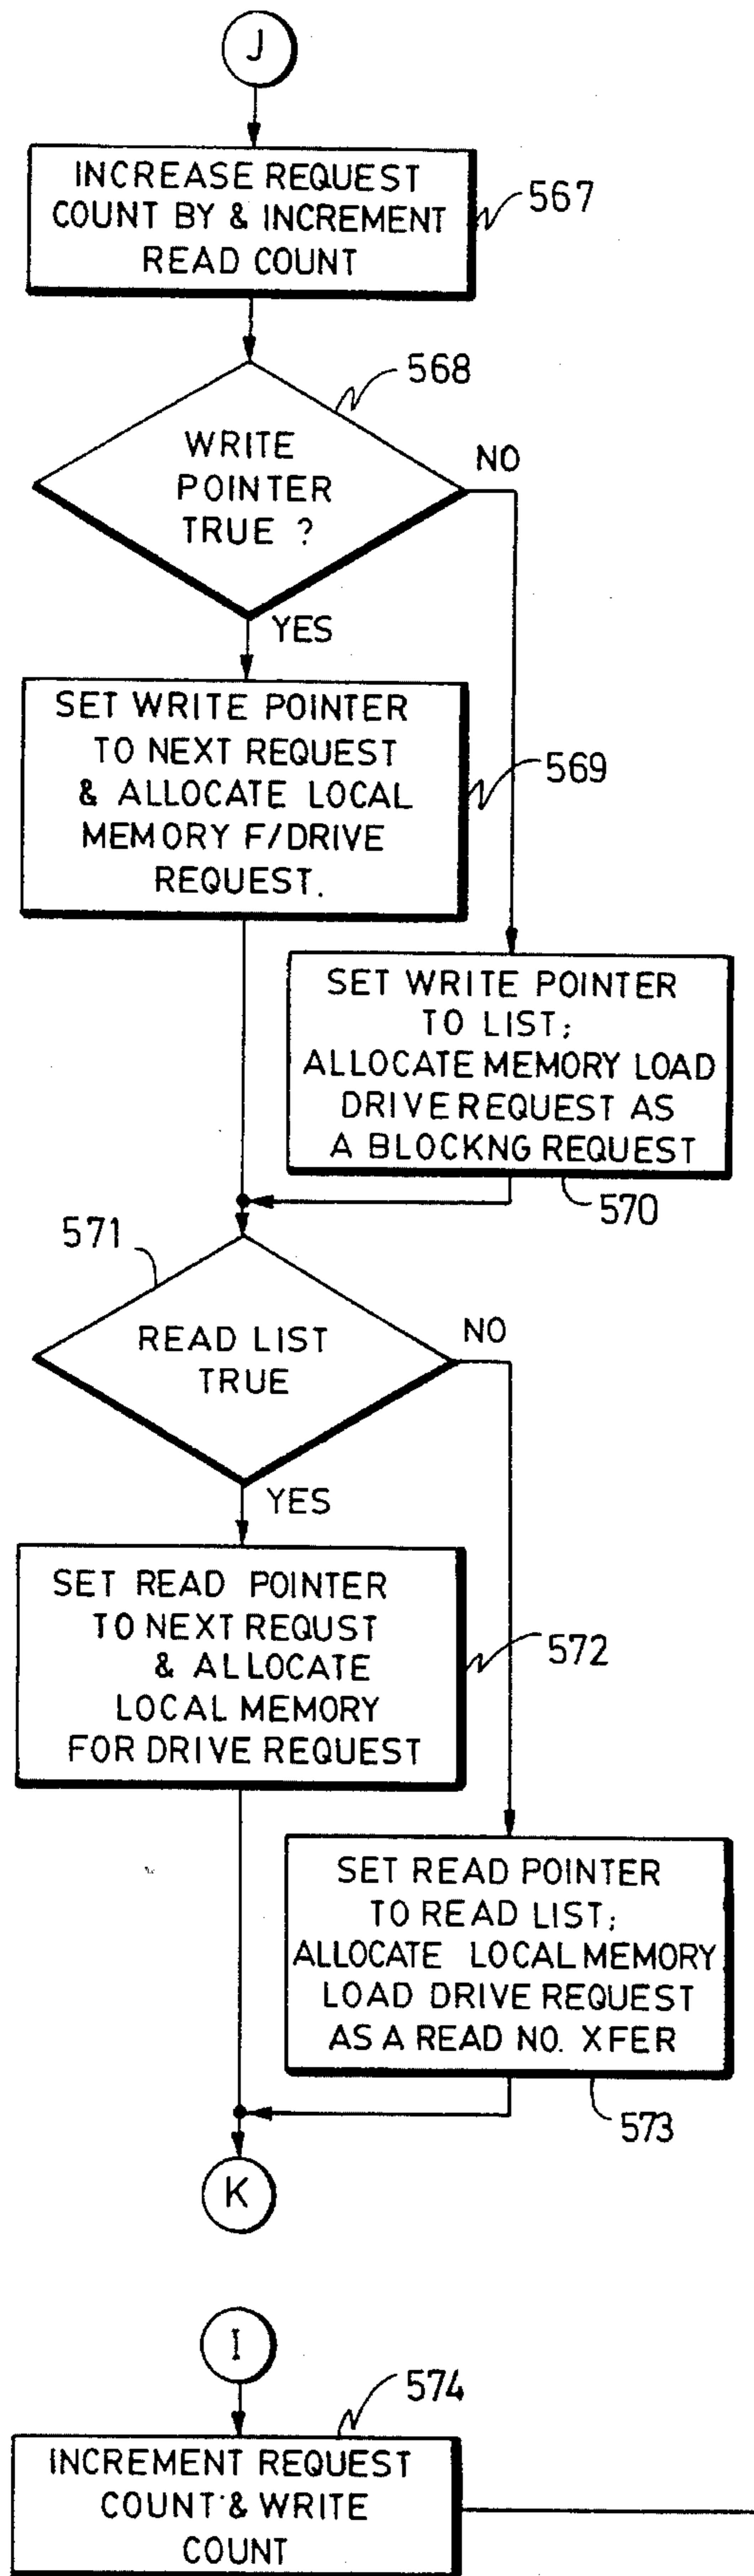 J
INCREASE REQUEST
COUNT BY & INCREMENT
READ COUNT
567
568
WRITE
POINTER
TRUE ?
NO
YES
SET WRITE POINTER
TO NEXT REQUEST
& ALLOCATE LOCAL
MEMORY F/DRIVE
REQUEST.
569
SET WRITE POINTER
TO LIST;
ALLOCATE MEMORY LOAD
DRIVE REQUEST AS
A BLOCKNG REQUEST
570
571
READ LIST
TRUE
NO
YES
SET READ POINTER
TO NEXT REQUST
& ALLOCATE
LOCAL MEMORY
FOR DRIVE REQUEST
572
SET READ POINTER
TO READ LIST;
ALLOCATE LOCAL MEMORY
LOAD DRIVE REQUEST
AS A READ NO. XFER
573
K
I
574
INCREMENT REQUEST
COUNT & WRITE
COUNT